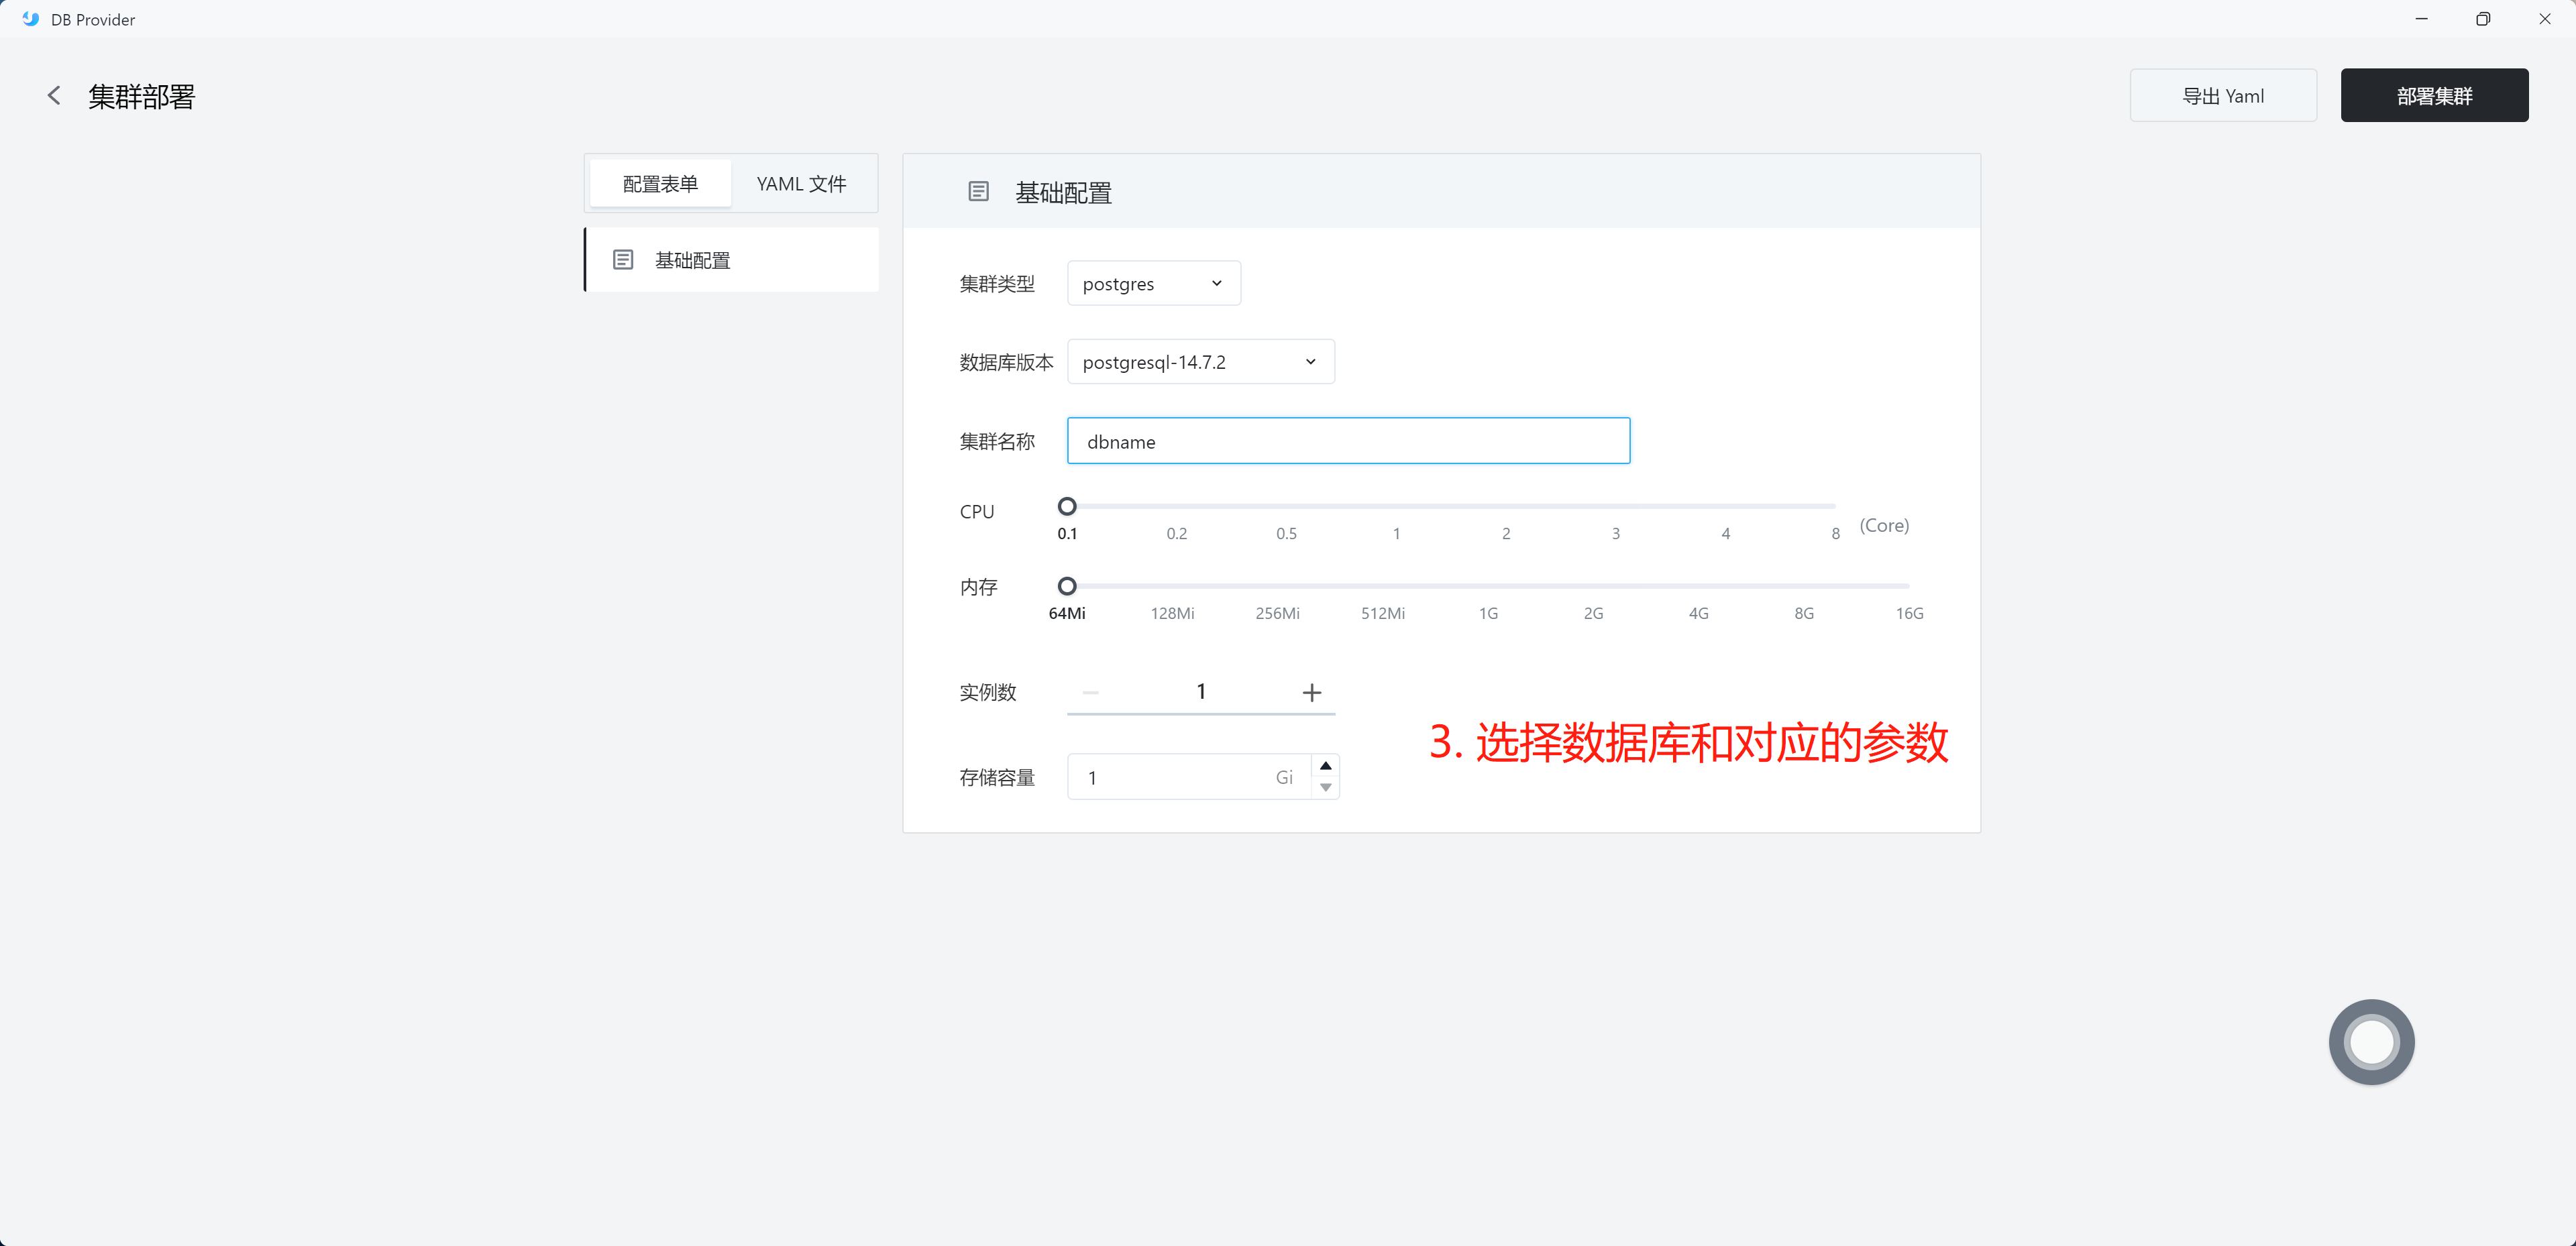 DB Provider
集群部署
导出 Yaml
部署集群
配置表单
YAML 文件
基础配置
基础配置
集群类型
postgres
数据库版本
postgresql-14.7.2
集群名称
dbname
CPU
0.1 0.2 0.5 1 2 3 4 8 (Core)
内存
64Mi 128Mi 256Mi 512Mi 1G 2G 4G 8G 16G
实例数
1
3. 选择数据库和对应的参数
存储容量
1 Gi